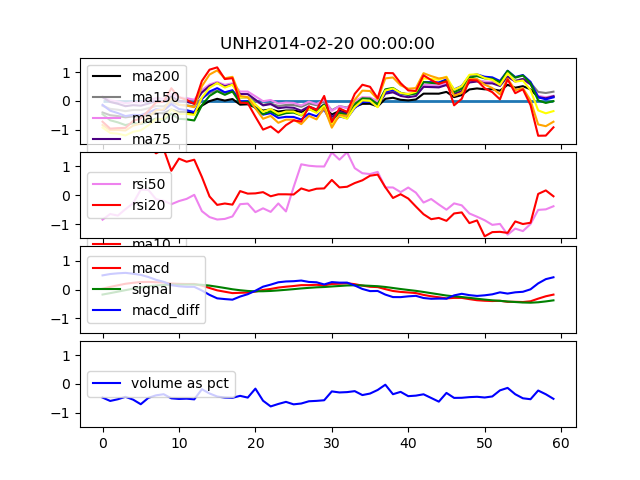 UNH2014-02-20 00:00:00
1
0
−1
ma200
ma150
ma100
ma75
1
0
−1
rsi50
rsi20
ma10
1
0
−1
macd
signal
macd_diff
1
0
−1
volume as pct
0 10 20 30 40 50 60